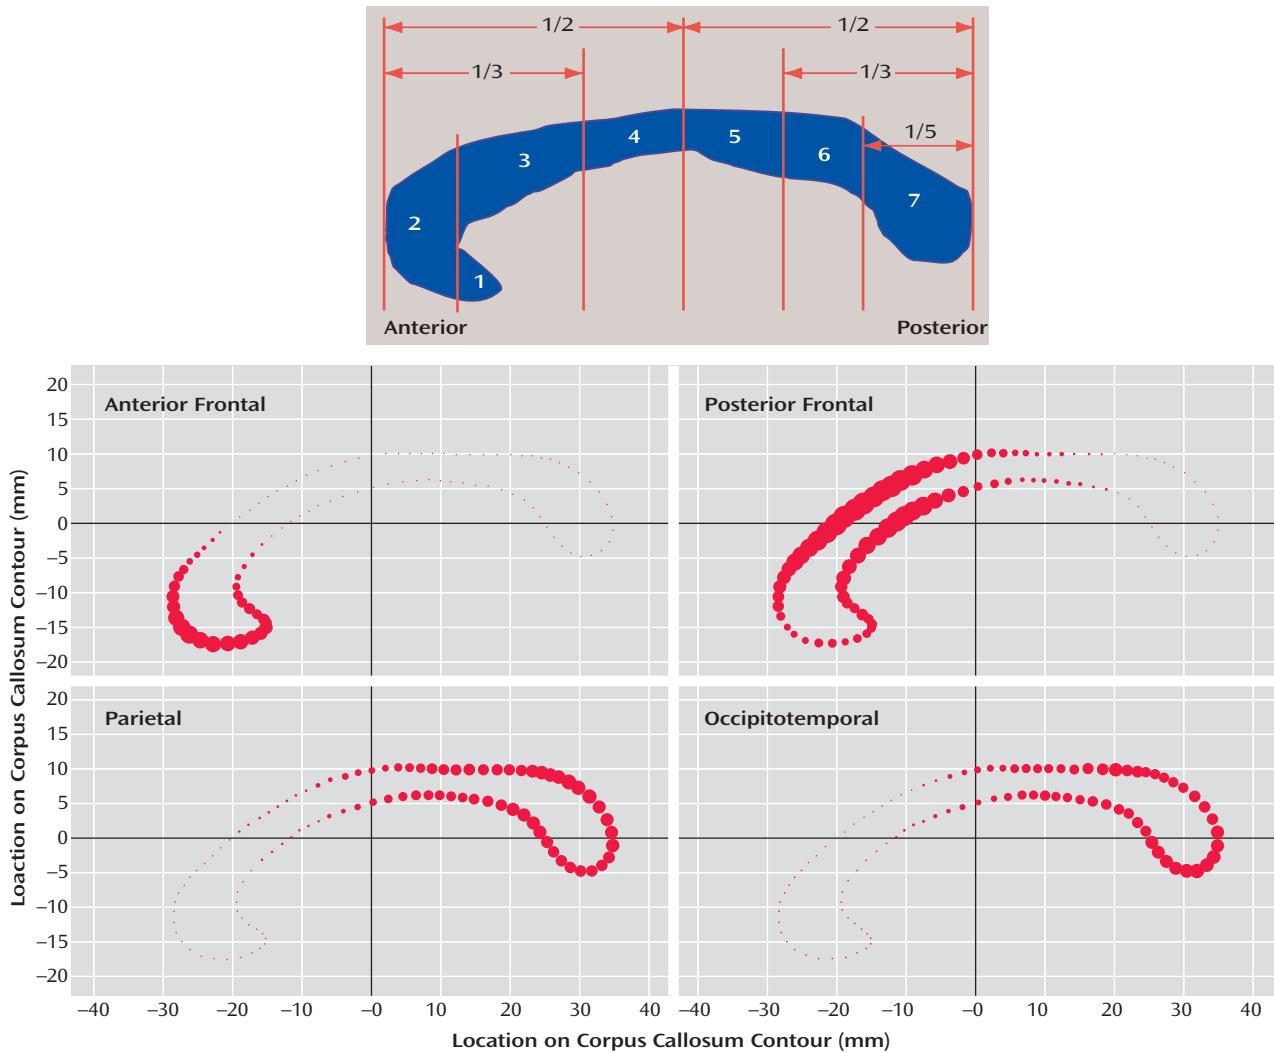 1/2 1/2
1/3 1/3
1/5
4 5
3 6
2 7
1
Anterior Posterior
Loaction on Corpus Callosum Contour (mm)
Anterior Frontal
20
15
10
5
0
−5
−10
−15
−20
Posterior Frontal
Parietal
20
15
10
5
0
−5
−10
−15
−20
Occipitotemporal
−40 −30 −20 −10 −0 10 20 30 40
−40 −30 −20 −10 −0 10 20 30 40
Location on Corpus Callosum Contour (mm)